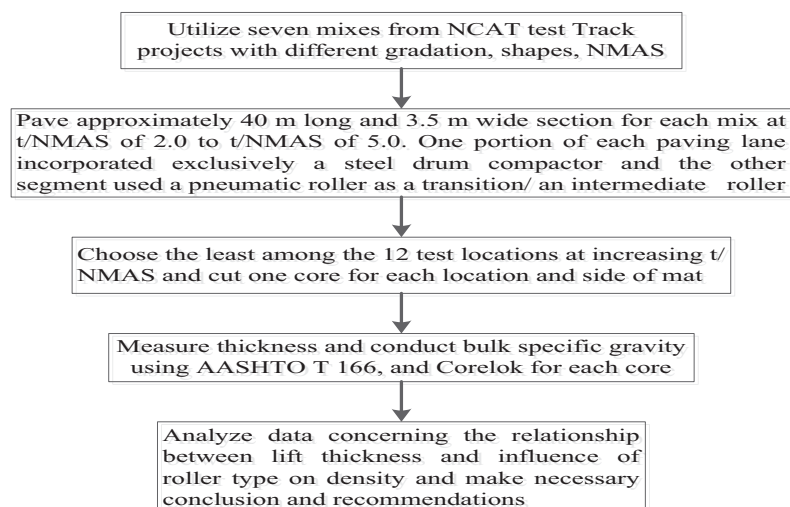 Utilize seven mixes from NCAT test Track
projects with different gradation, shapes, NMAS
Pave approximately 40 m long and 3.5 m wide section for each mix at
t/NMAS of 2.0 to t/NMAS of 5.0. One portion of each paving lane
incorporated exclusively a steel drum compactor and the other
segment used a pneumatic roller as a transition/ an intermediate roller
Choose the least among the 12 test locations at increasing t/
NMAS and cut one core for each location and side of mat
Measure thickness and conduct bulk specific gravity
using AASHTO T 166, and Corelok for each core
Analyze data concerning the relationship
between lift thickness and influence of
roller type on density and make necessary
conclusion and recommendations